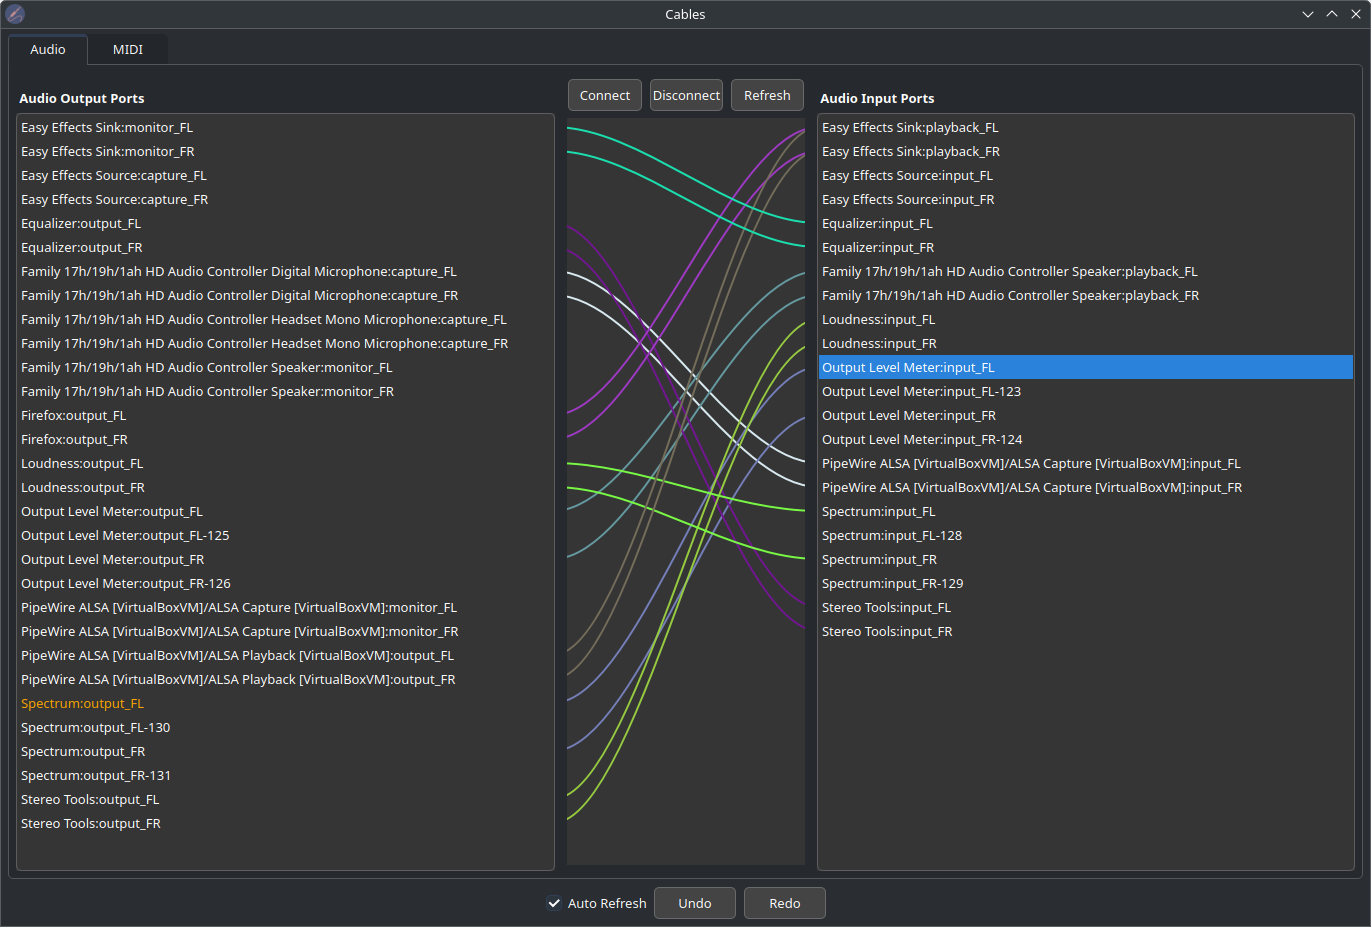 Cables
Audio
MIDI
Audio Output Ports
Connect
Disconnect
Refresh
Audio Input Ports
Easy Effects Sink:monitor_FL
Easy Effects Sink:monitor_FR
Easy Effects Source:capture_FL
Easy Effects Source:capture_FR
Equalizer:output_FL
Equalizer:output_FR
Family 17h/19h/1ah HD Audio Controller Digital Microphone:capture_FL
Family 17h/19h/1ah HD Audio Controller Digital Microphone:capture_FR
Family 17h/19h/1ah HD Audio Controller Headset Mono Microphone:capture_FL
Family 17h/19h/1ah HD Audio Controller Headset Mono Microphone:capture_FR
Family 17h/19h/1ah HD Audio Controller Speaker:monitor_FL
Family 17h/19h/1ah HD Audio Controller Speaker:monitor_FR
Firefox:output_FL
Firefox:output_FR
Loudness:output_FL
Loudness:output_FR
Output Level Meter:output_FL
Output Level Meter:output_FL-125
Output Level Meter:output_FR
Output Level Meter:output_FR-126
PipeWire ALSA [VirtualBoxVM]/ALSA Capture [VirtualBoxVM]:monitor_FL
PipeWire ALSA [VirtualBoxVM]/ALSA Capture [VirtualBoxVM]:monitor_FR
PipeWire ALSA [VirtualBoxVM]/ALSA Playback [VirtualBoxVM]:output_FL
PipeWire ALSA [VirtualBoxVM]/ALSA Playback [VirtualBoxVM]:output_FR
Spectrum:output_FL
Spectrum:output_FL-130
Spectrum:output_FR
Spectrum:output_FR-131
Stereo Tools:output_FL
Stereo Tools:output_FR
Easy Effects Sink:playback_FL
Easy Effects Sink:playback_FR
Easy Effects Source:input_FL
Easy Effects Source:input_FR
Equalizer:input_FL
Equalizer:input_FR
Family 17h/19h/1ah HD Audio Controller Speaker:playback_FL
Family 17h/19h/1ah HD Audio Controller Speaker:playback_FR
Loudness:input_FL
Loudness:input_FR
Output Level Meter:input_FL
Output Level Meter:input_FL-123
Output Level Meter:input_FR
Output Level Meter:input_FR-124
PipeWire ALSA [VirtualBoxVM]/ALSA Capture [VirtualBoxVM]:input_FL
PipeWire ALSA [VirtualBoxVM]/ALSA Capture [VirtualBoxVM]:input_FR
Spectrum:input_FL
Spectrum:input_FL-128
Spectrum:input_FR
Spectrum:input_FR-129
Stereo Tools:input_FL
Stereo Tools:input_FR
Auto Refresh
Undo
Redo